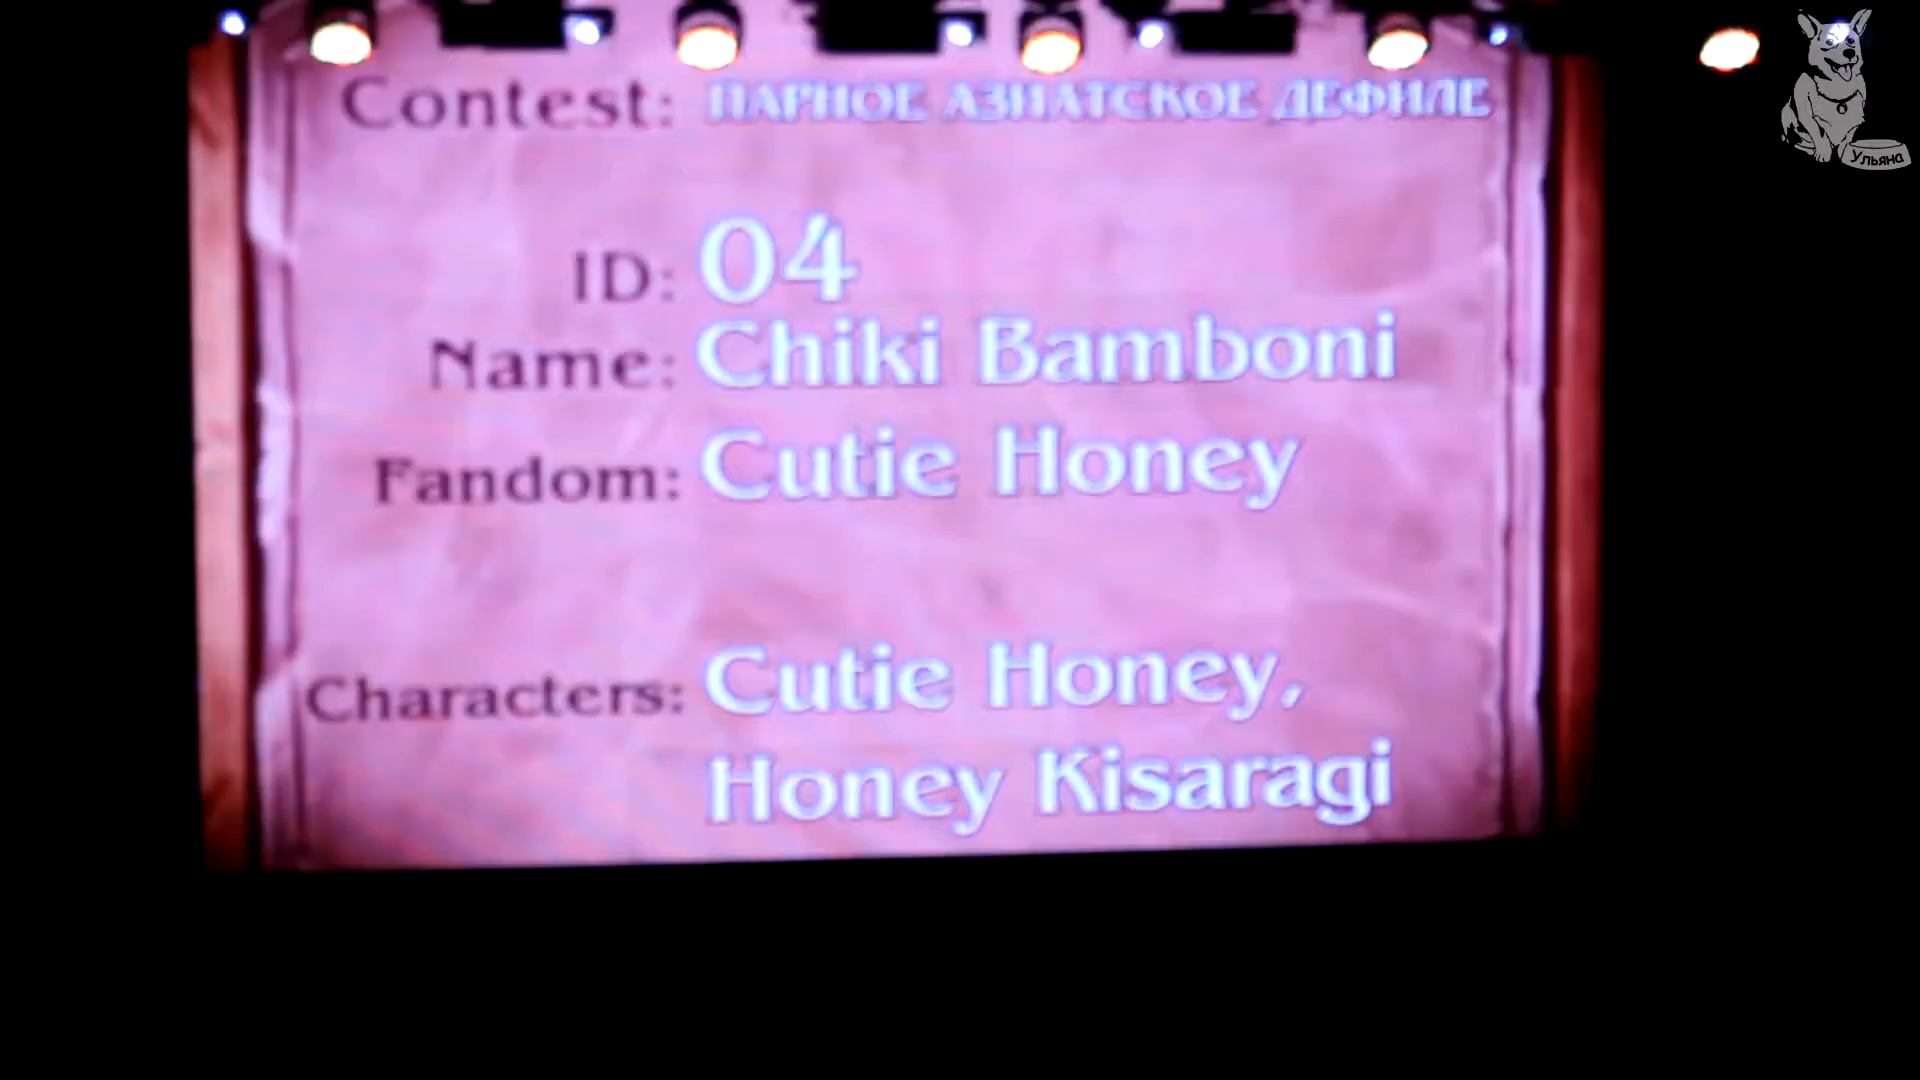 Contest: ПАРНОЕ АЗИАТСКОЕ ДЕФИЛЕ
ID: 04
Name: Chiki Bamboni
Fandom: Cutie Honey
Characters: Cutie Honey,
Honey Kisaragi
Ульяна